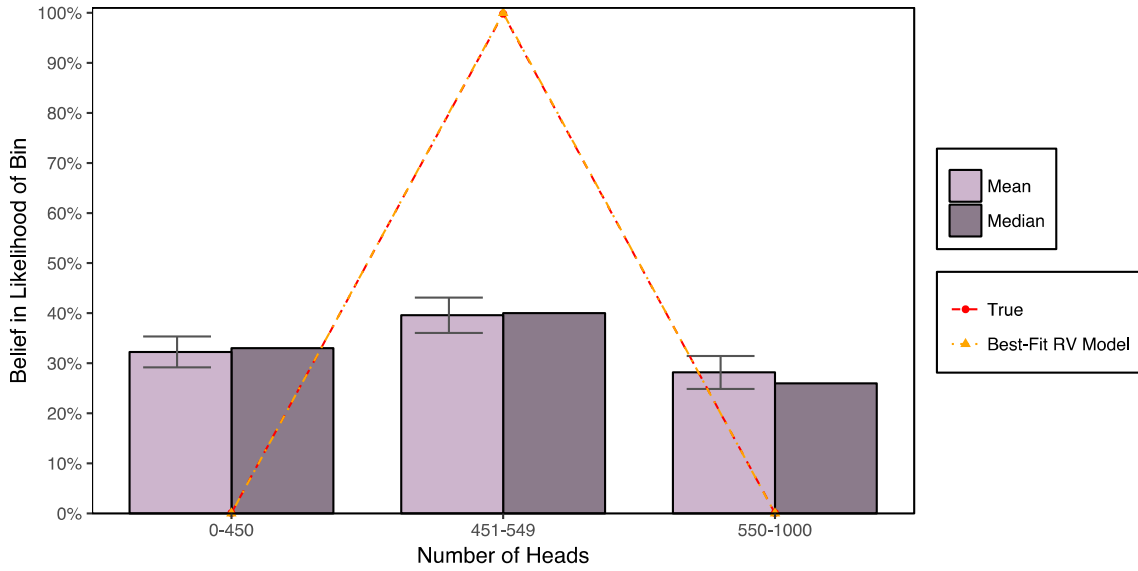 100%
90%
80%
70%
60%
50%
40%
30%
20%
10%
0%
Belief in Likelihood of Bin
0-450
451-549
550-1000
Number of Heads
Mean
Median
True
Best-Fit RV Model